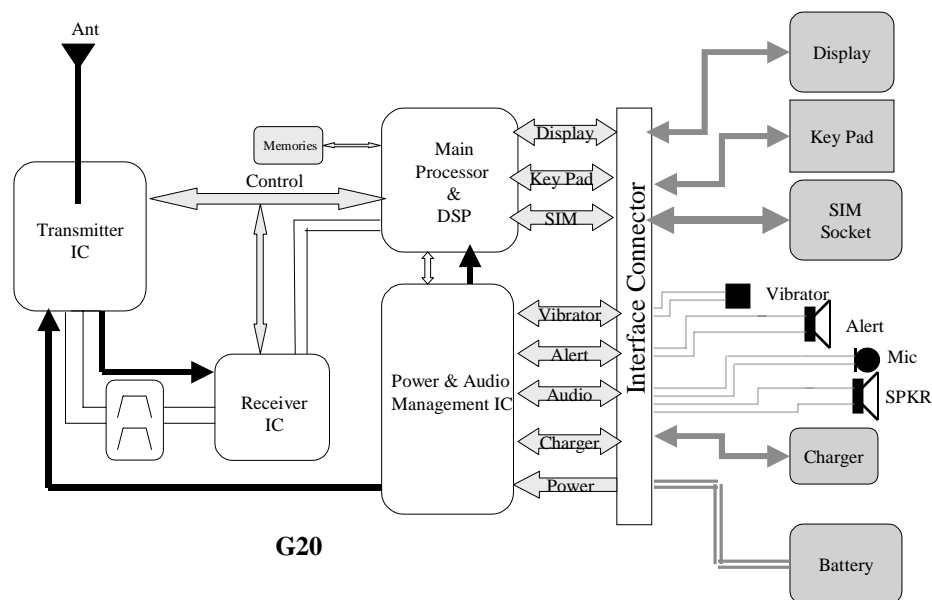 Ant
Memories
Control
Transmitter
IC
Receiver
IC
Main
Processor
&
DSP
Power & Audio
Management IC
Display
Key Pad
SIM
Vibrator
Alert
Audio
Charger
Power
Interface Connector
Display
Key Pad
SIM
Socket
Vibrator
Alert
Mic
SPKR
Charger
Battery
G20